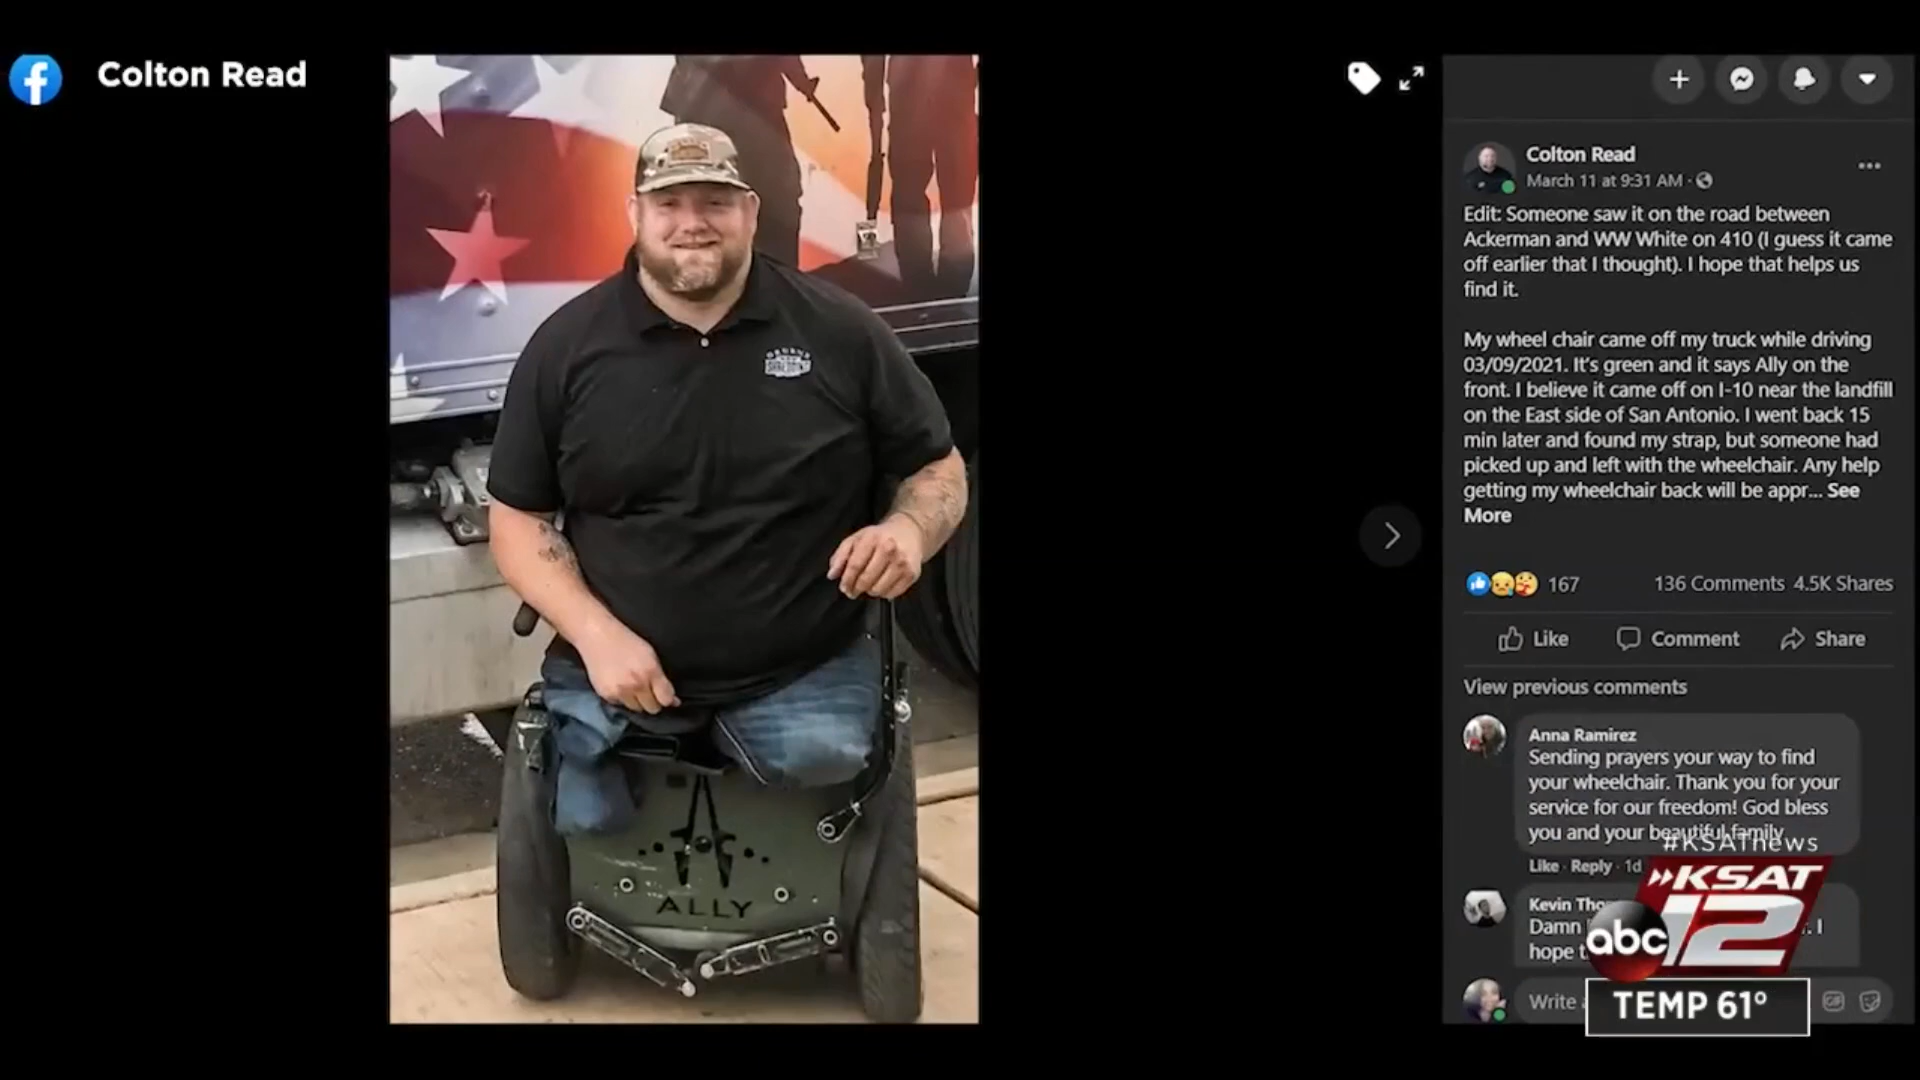 Colton Read
Colton Read
March 11 at 9:31 AM ·
Edit: Someone saw it on the road between
Ackerman and WW White on 410 (I guess it came
off earlier that I thought). I hope that helps us
find it.
My wheel chair came off my truck while driving
03/09/2021. It's green and it says Ally on the
front. I believe it came off on I-10 near the landfill
on the East side of San Antonio. I went back 15
min later and found my strap, but someone had
picked up and left with the wheelchair. Any help
getting my wheelchair back will be appr... See
More
167
136 Comments 4.5K Shares
Like Comment Share
View previous comments
Anna Ramirez
Sending prayers your way to find
your wheelchair. Thank you for your
service for our freedom! God bless
you and your beautiful family
#KSATnews
Like · Reply · 1d
KSAT
12
abc
Kevin
Damn
I
hope
Write
GIF
TEMP 61°
ALLY